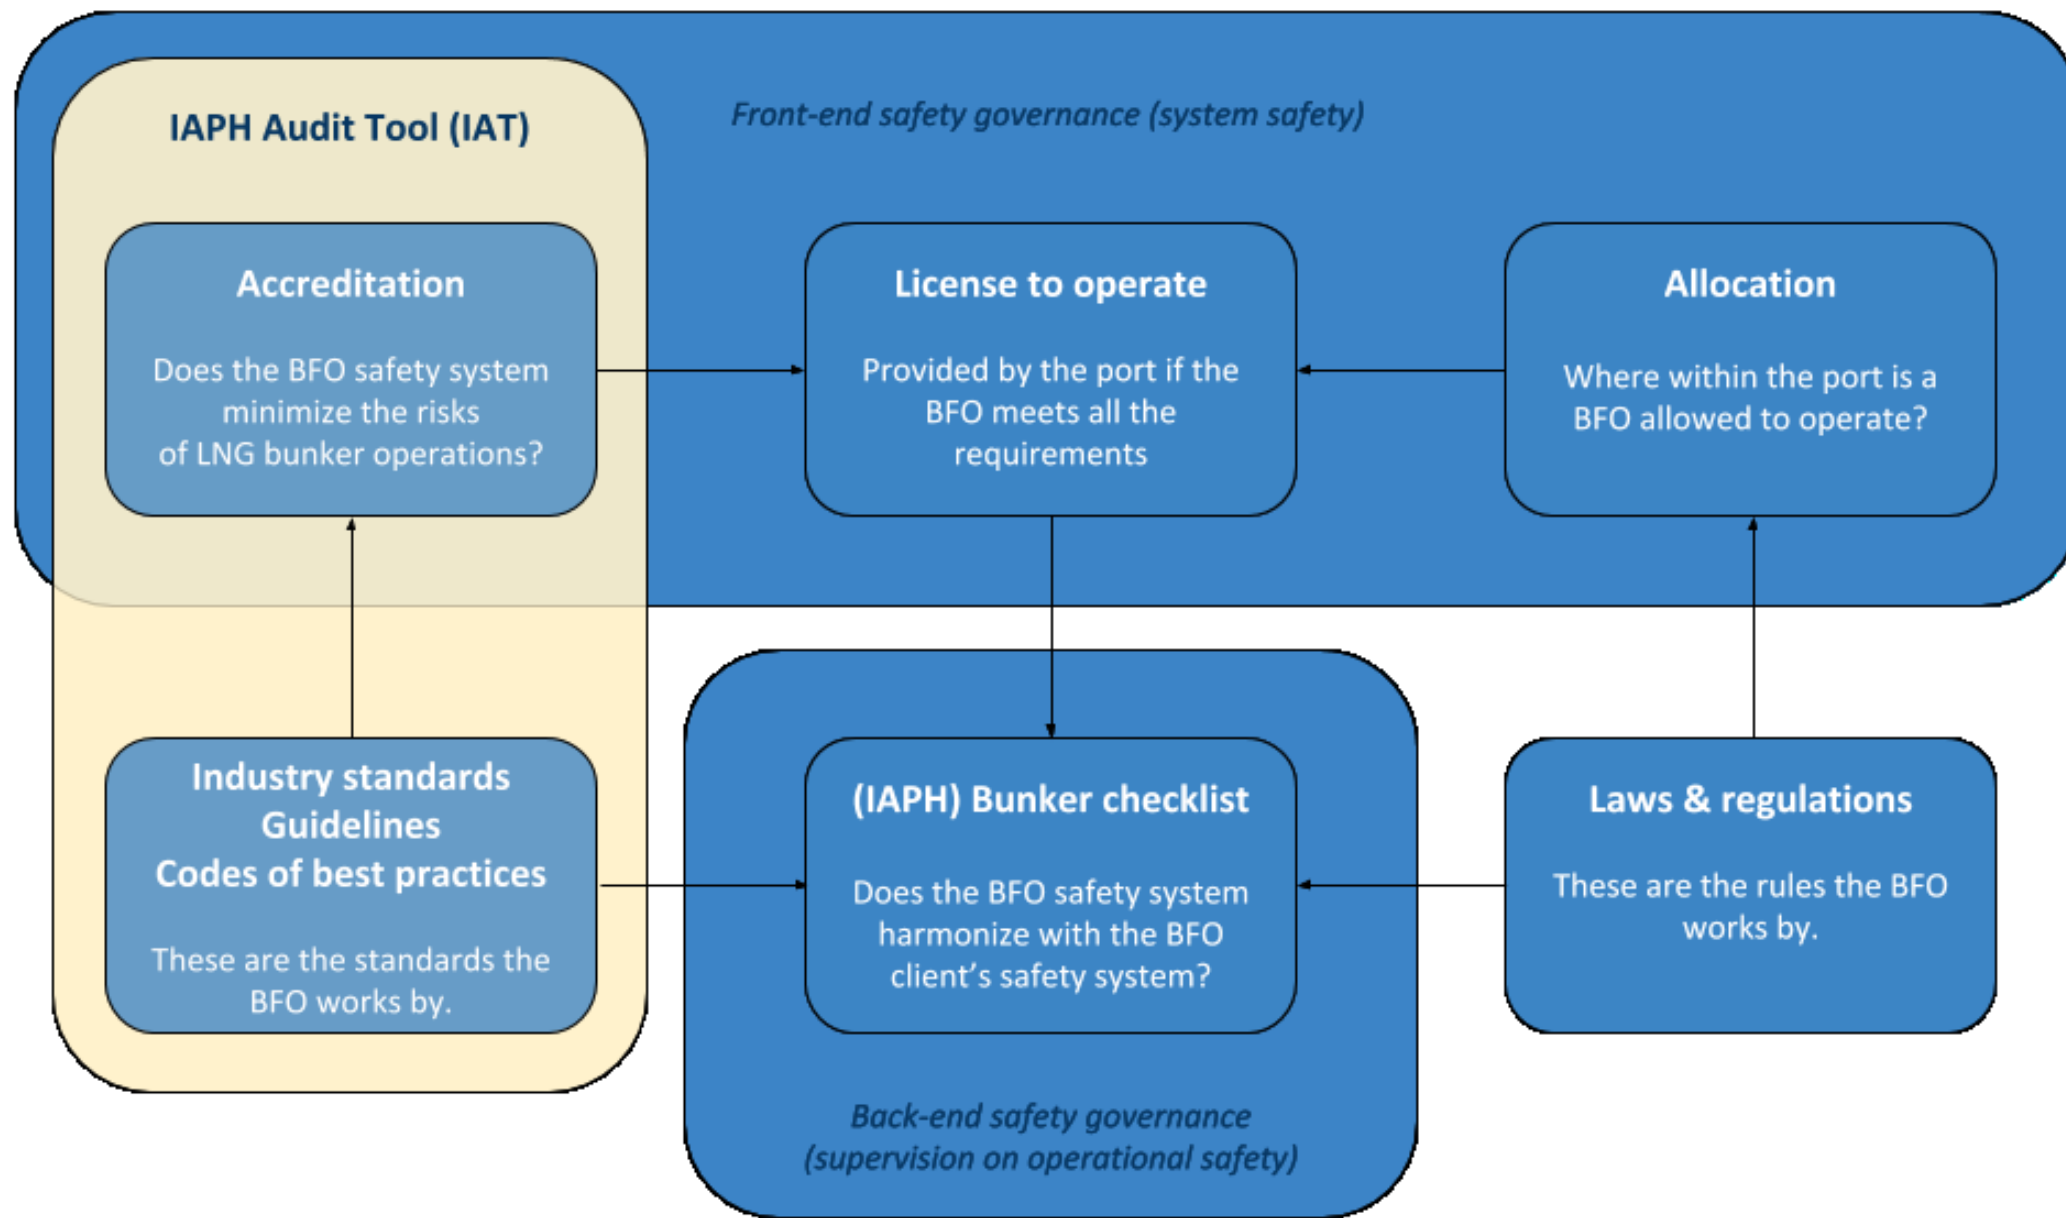 Front-end safety governance (system safety)
IAPH Audit Tool (IAT)
Accreditation
Does the BFO safety system
minimize the risks
of LNG bunker operations?
License to operate
Provided by the port if the
BFO meets all the
requirements
Allocation
Where within the port is a
BFO allowed to operate?
Industry standards
Guidelines
Codes of best practices
These are the standards the
BFO works by.
(IAPH) Bunker checklist
Does the BFO safety system
harmonize with the BFO
client’s safety system?
Laws & regulations
These are the rules the BFO
works by.
Back-end safety governance
(supervision on operational safety)